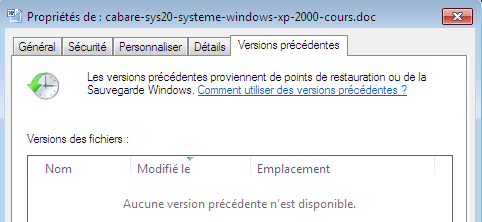 Propriétés de : cabare-sys20-systeme-windows-xp-2000-cours.doc
Général Sécurité Personnaliser Détails Versions précédentes
Les versions précédentes proviennent de points de restauration ou de la
Sauvegarde Windows. Comment utiliser des versions précédentes ?
Versions des fichiers :
Nom Modifié le Emplacement
Aucune version précédente n'est disponible.